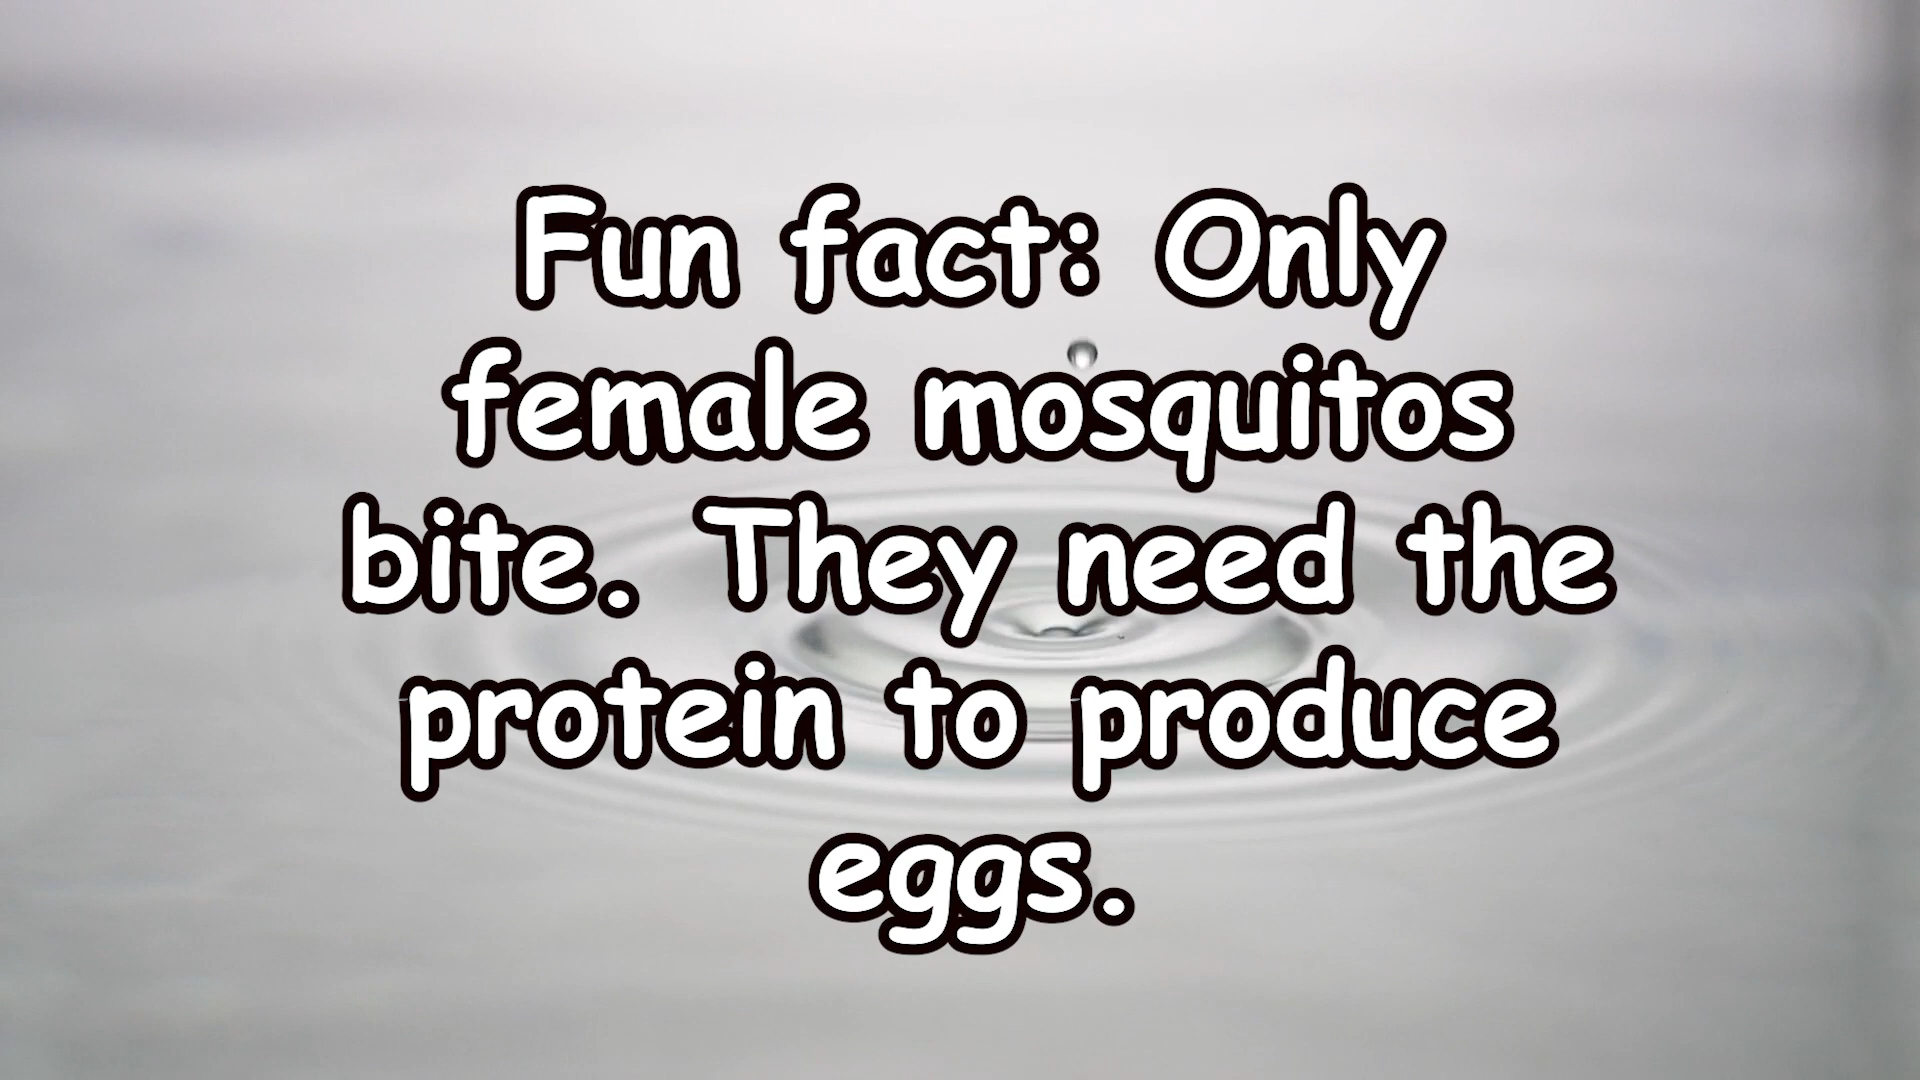 Fun fact: Only
female mosquitos
bite. They need the
protein to produce
eggs.